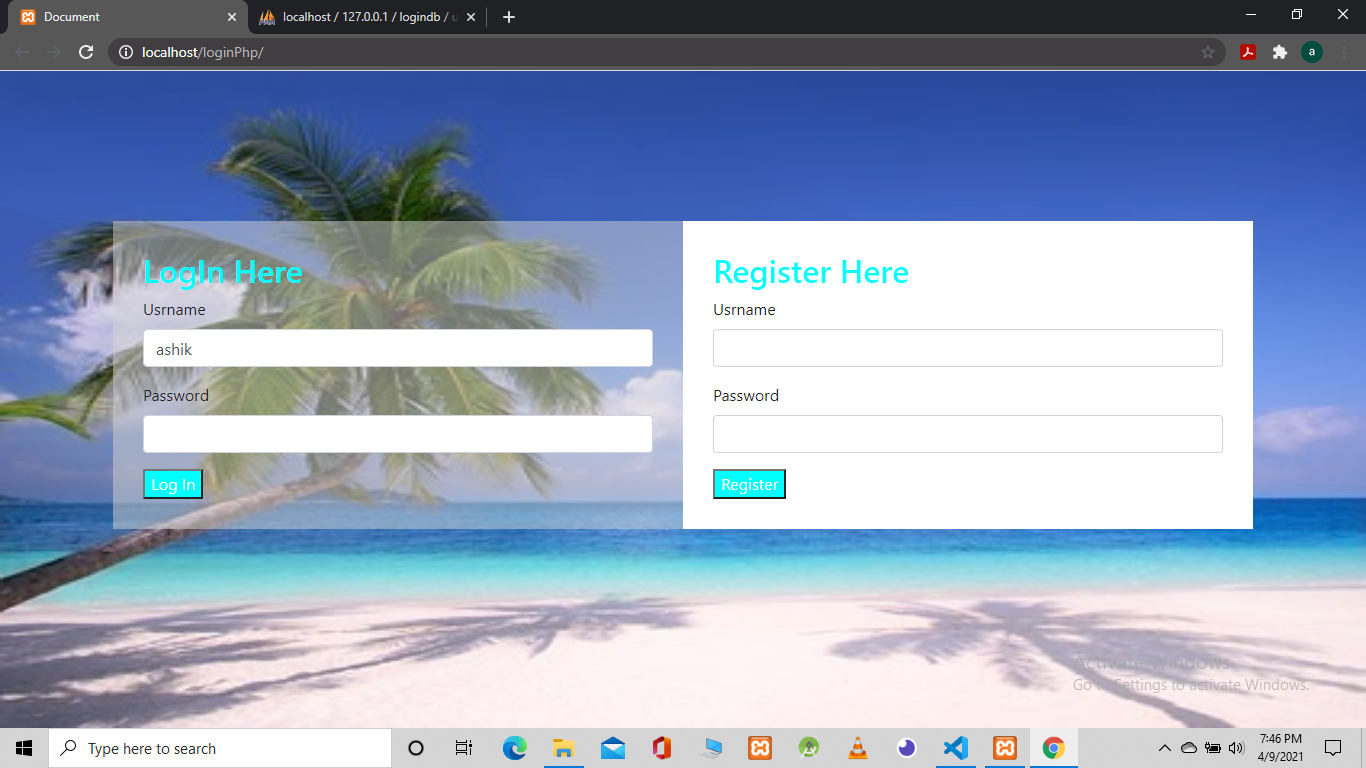 Document
localhost / 127.0.0.1 / logindb / u
localhost/loginPhp/
a
LogIn Here
Usrname
ashik
Password
Log In
Register Here
Usrname
Password
Register
Activate Windows
Go to Settings to activate Windows.
Type here to search
7:46 PM
4/9/2021